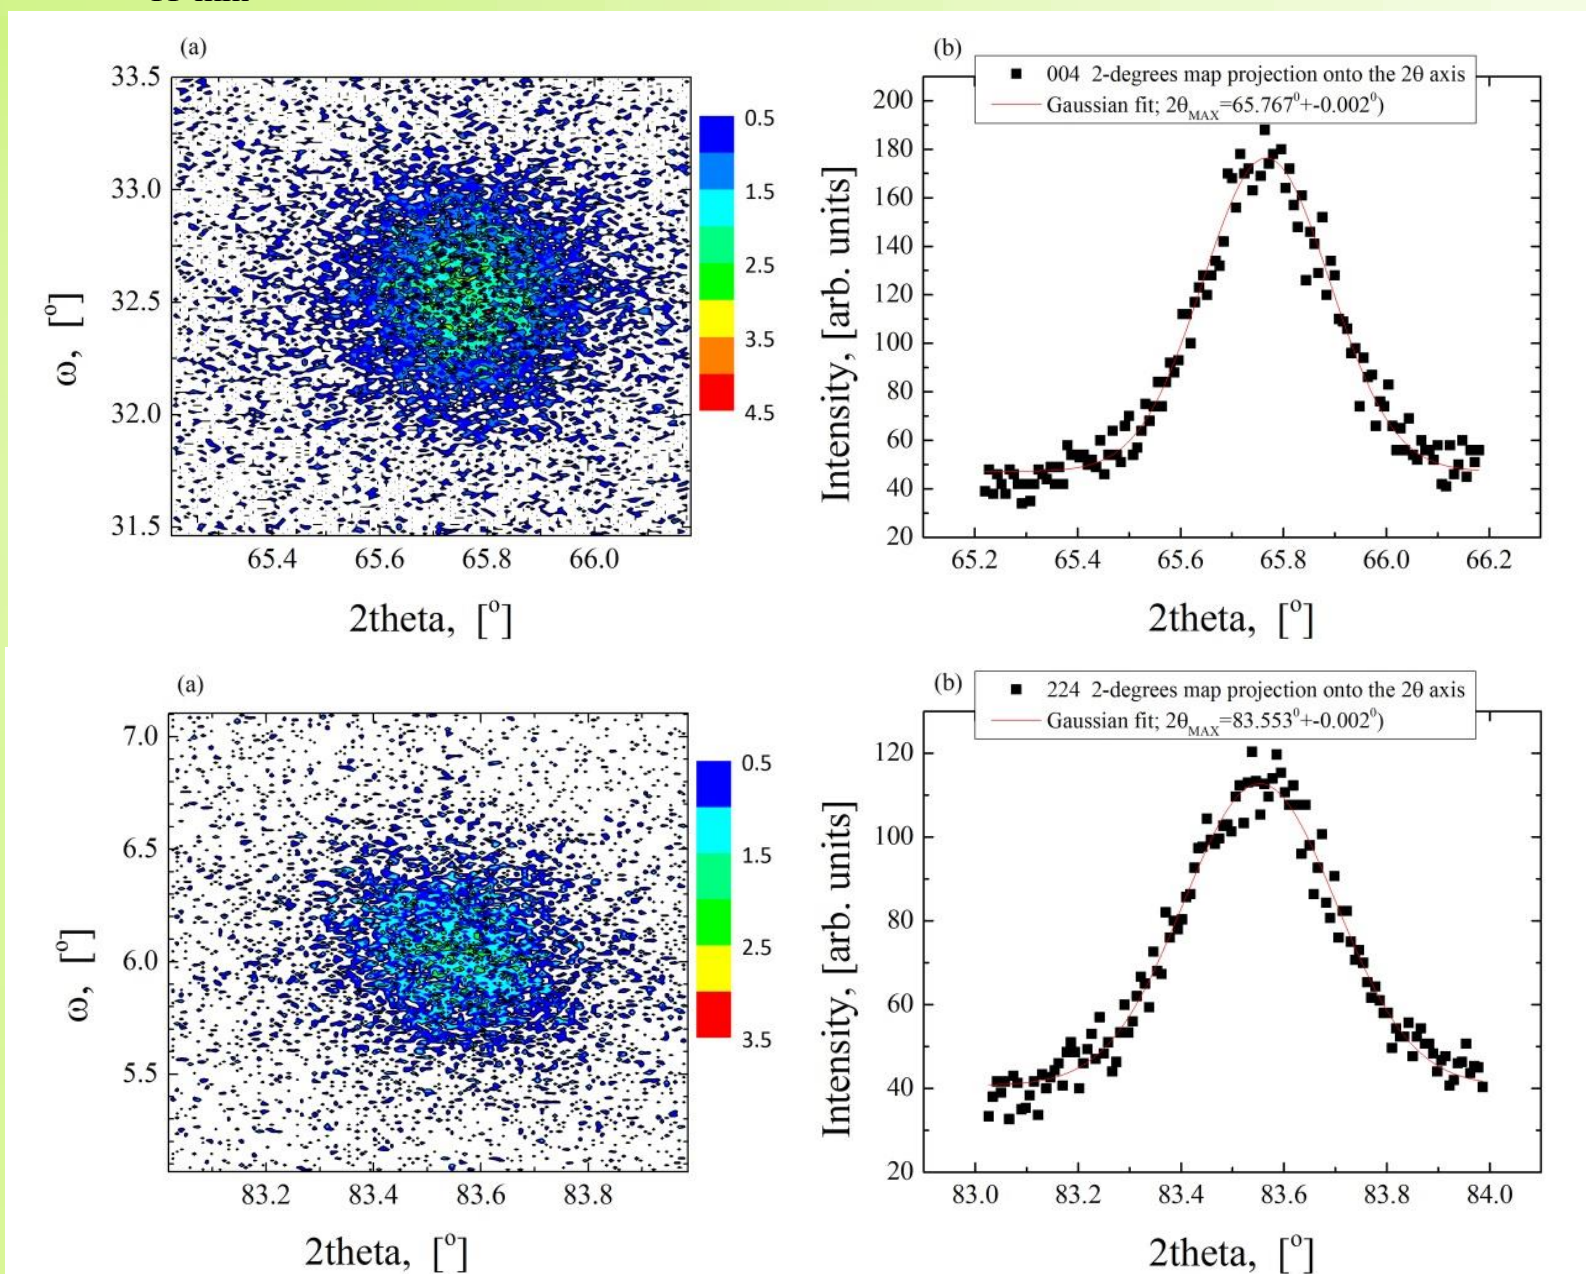 (a)
33.5
33.0
32.5
32.0
31.5
ω, [°]
65.4 65.6 65.8 66.0
2theta, [°]
0.5
1.5
2.5
3.5
4.5
(b)
004 2-degrees map projection onto the 2θ axis
Gaussian fit; 2θMAX=65.767⁰+-0.002⁰)
200
180
160
140
120
100
80
60
40
20
Intensity, [arb. units]
65.2 65.4 65.6 65.8 66.0 66.2
2theta, [°]
(a)
7.0
6.5
6.0
5.5
ω, [°]
83.2 83.4 83.6 83.8
2theta, [°]
0.5
1.5
2.5
3.5
(b)
224 2-degrees map projection onto the 2θ axis
Gaussian fit; 2θMAX=83.553⁰+-0.002⁰)
120
100
80
60
40
20
Intensity, [arb. units]
83.0 83.2 83.4 83.6 83.8 84.0
2theta, [°]